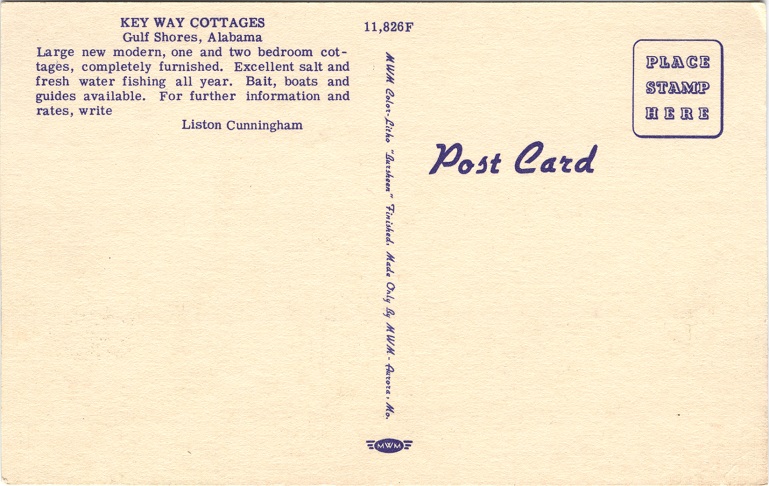 KEY WAY COTTAGES
Gulf Shores, Alabama
Large new modern, one and two bedroom cot-
tages, completely furnished. Excellent salt and
fresh water fishing all year. Bait, boats and
guides available. For further information and
rates, write
Liston Cunningham
11,826F
MWM Color-Litho "Dursheen" Finished. Made Only By MWM - Aurora, Mo.
MWM
Post Card
PLACE
STAMP
HERE